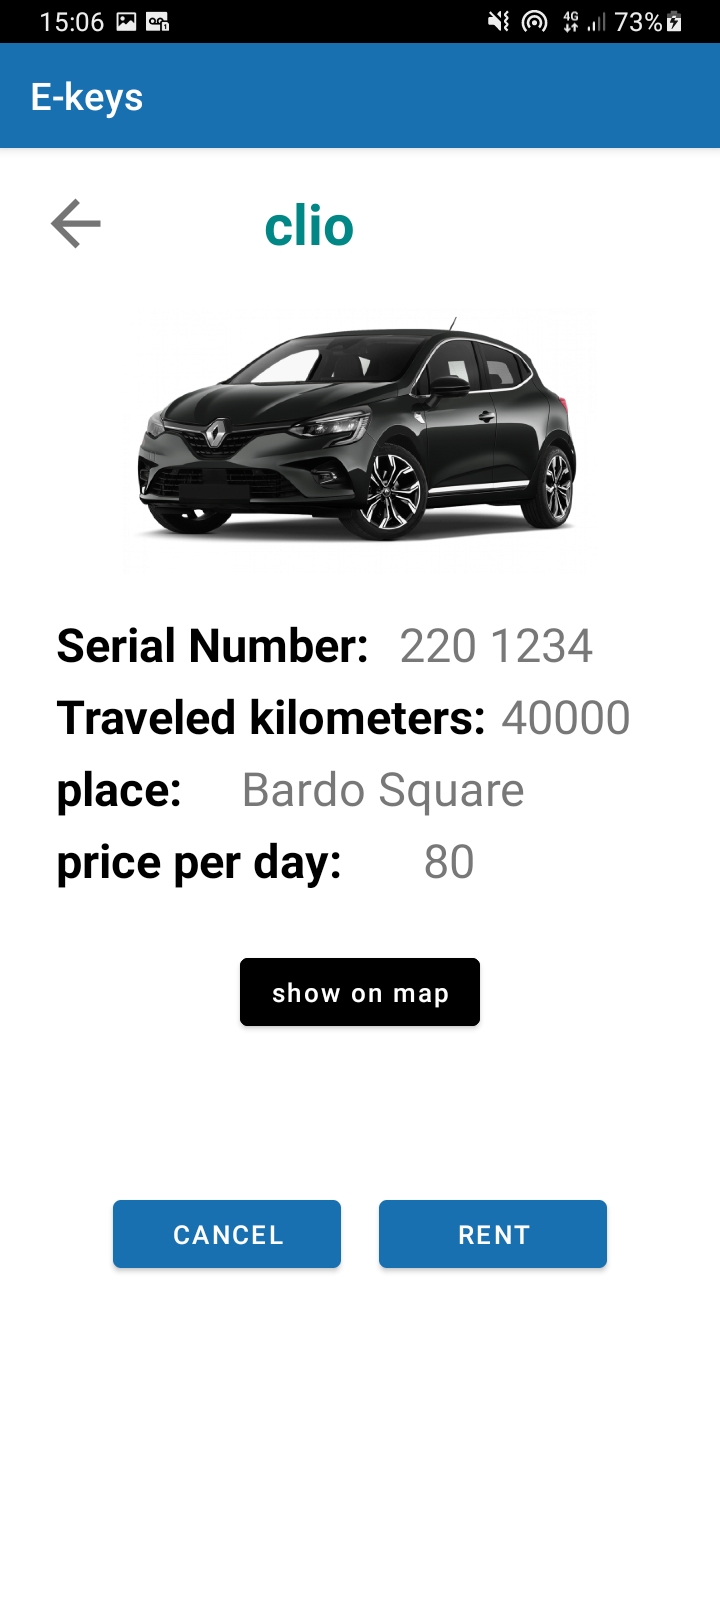 15:06 4G 73%
E-keys
clio
Serial Number: 220 1234
Traveled kilometers: 40000
place: Bardo Square
price per day: 80
show on map
CANCEL RENT